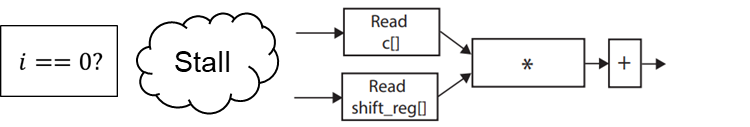 i == 0?
Stall
Read
c[]
Read
shift_reg[]
*
+